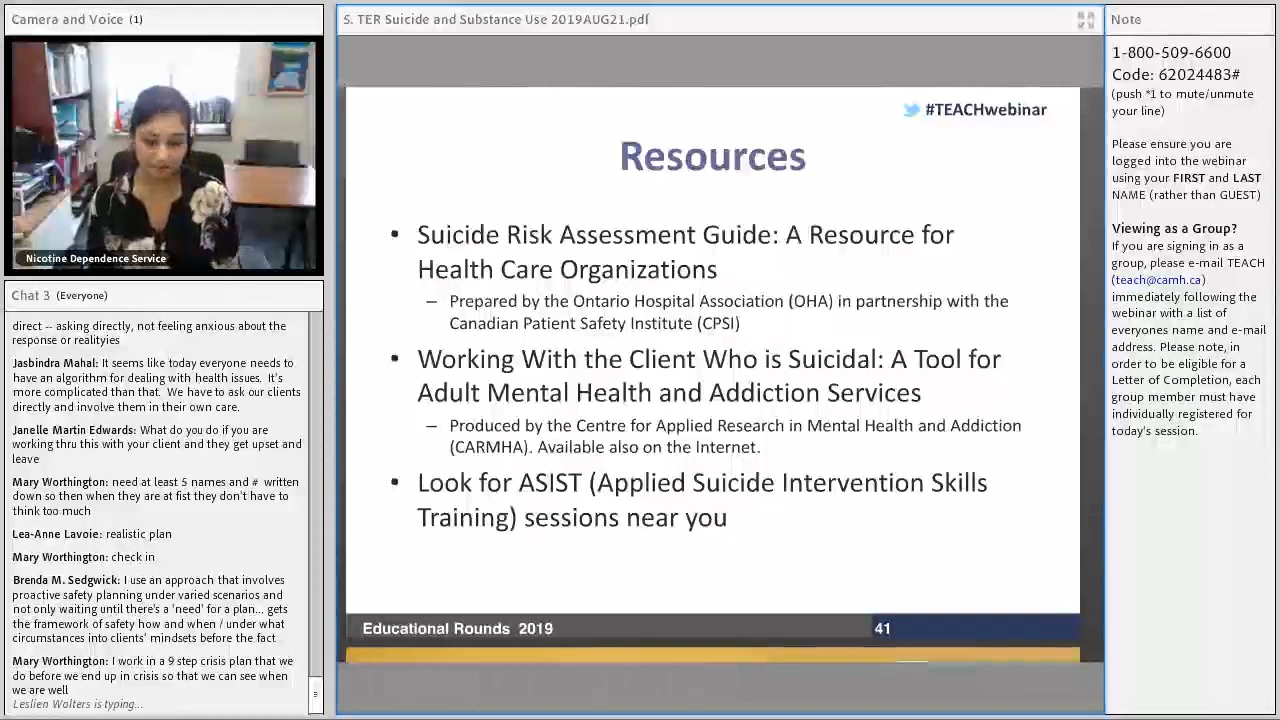 Camera and Voice (1)
Nicotine Dependence Service
Chat 3 (Everyone)
direct -- asking directly, not feeling anxious about the
response or realityies
Jasbindra Mahal: It seems like today everyone needs to
have an algorithm for dealing with health issues. It's
more complicated than that. We have to ask our clients
directly and involve them in their own care.
Janelle Martin Edwards: What do you do if you are
working thru this with your client and they get upset and
leave
Mary Worthington: need at least 5 names and # written
down so then when they are at fist they don't have to
think too much
Lea-Anne Lavoie: realistic plan
Mary Worthington: check in
Brenda M. Sedgwick: I use an approach that involves
proactive safety planning under varied scenarios and
not only waiting until there's a 'need' for a plan... gets
the framework of safety how and when / under what
circumstances into clients' mindsets before the fact
Mary Worthington: I work in a 9 step crisis plan that we
do before we end up in crisis so that we can see when
we are well
Leslien Walters is typing...
5. TER Suicide and Substance Use 2019AUG21.pdf
#TEACHwebinar
Resources
• Suicide Risk Assessment Guide: A Resource for
Health Care Organizations
– Prepared by the Ontario Hospital Association (OHA) in partnership with the
Canadian Patient Safety Institute (CPSI)
• Working With the Client Who is Suicidal: A Tool for
Adult Mental Health and Addiction Services
– Produced by the Centre for Applied Research in Mental Health and Addiction
(CARMHA). Available also on the Internet.
• Look for ASIST (Applied Suicide Intervention Skills
Training) sessions near you
Educational Rounds 2019
41
Note
1-800-509-6600
Code: 62024483#
(push *1 to mute/unmute
your line)
Please ensure you are
logged into the webinar
using your FIRST and LAST
NAME (rather than GUEST)
Viewing as a Group?
If you are signing in as a
group, please e-mail TEACH
(teach@camh.ca)
immediately following the
webinar with a list of
everyones name and e-mail
address. Please note, in
order to be eligible for a
Letter of Completion, each
group member must have
individually registered for
today's session.